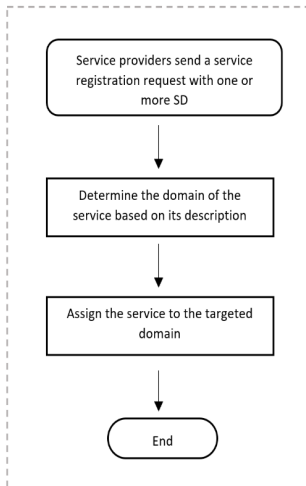 Service providers send a service
registration request with one or
more SD
Determine the domain of the
service based on its description
Assign the service to the targeted
domain
End